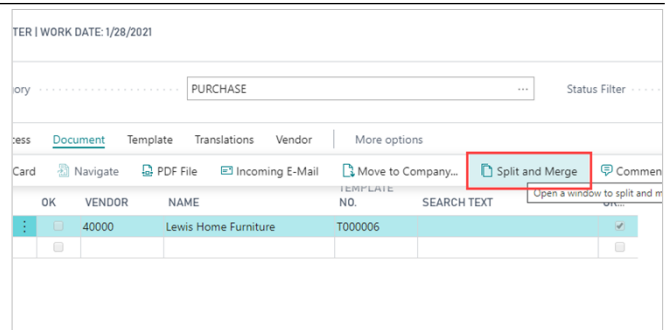 TER | WORK DATE: 1/28/2021
ory PURCHASE ... Status Filter
cess Document Template Translations Vendor More options
Card Navigate PDF File Incoming E-Mail Move to Company... Split and Merge Commen
Open a window to split and m
TEMPLATE
OK VENDOR NAME NO. SEARCH TEXT
40000 Lewis Home Furniture T000006